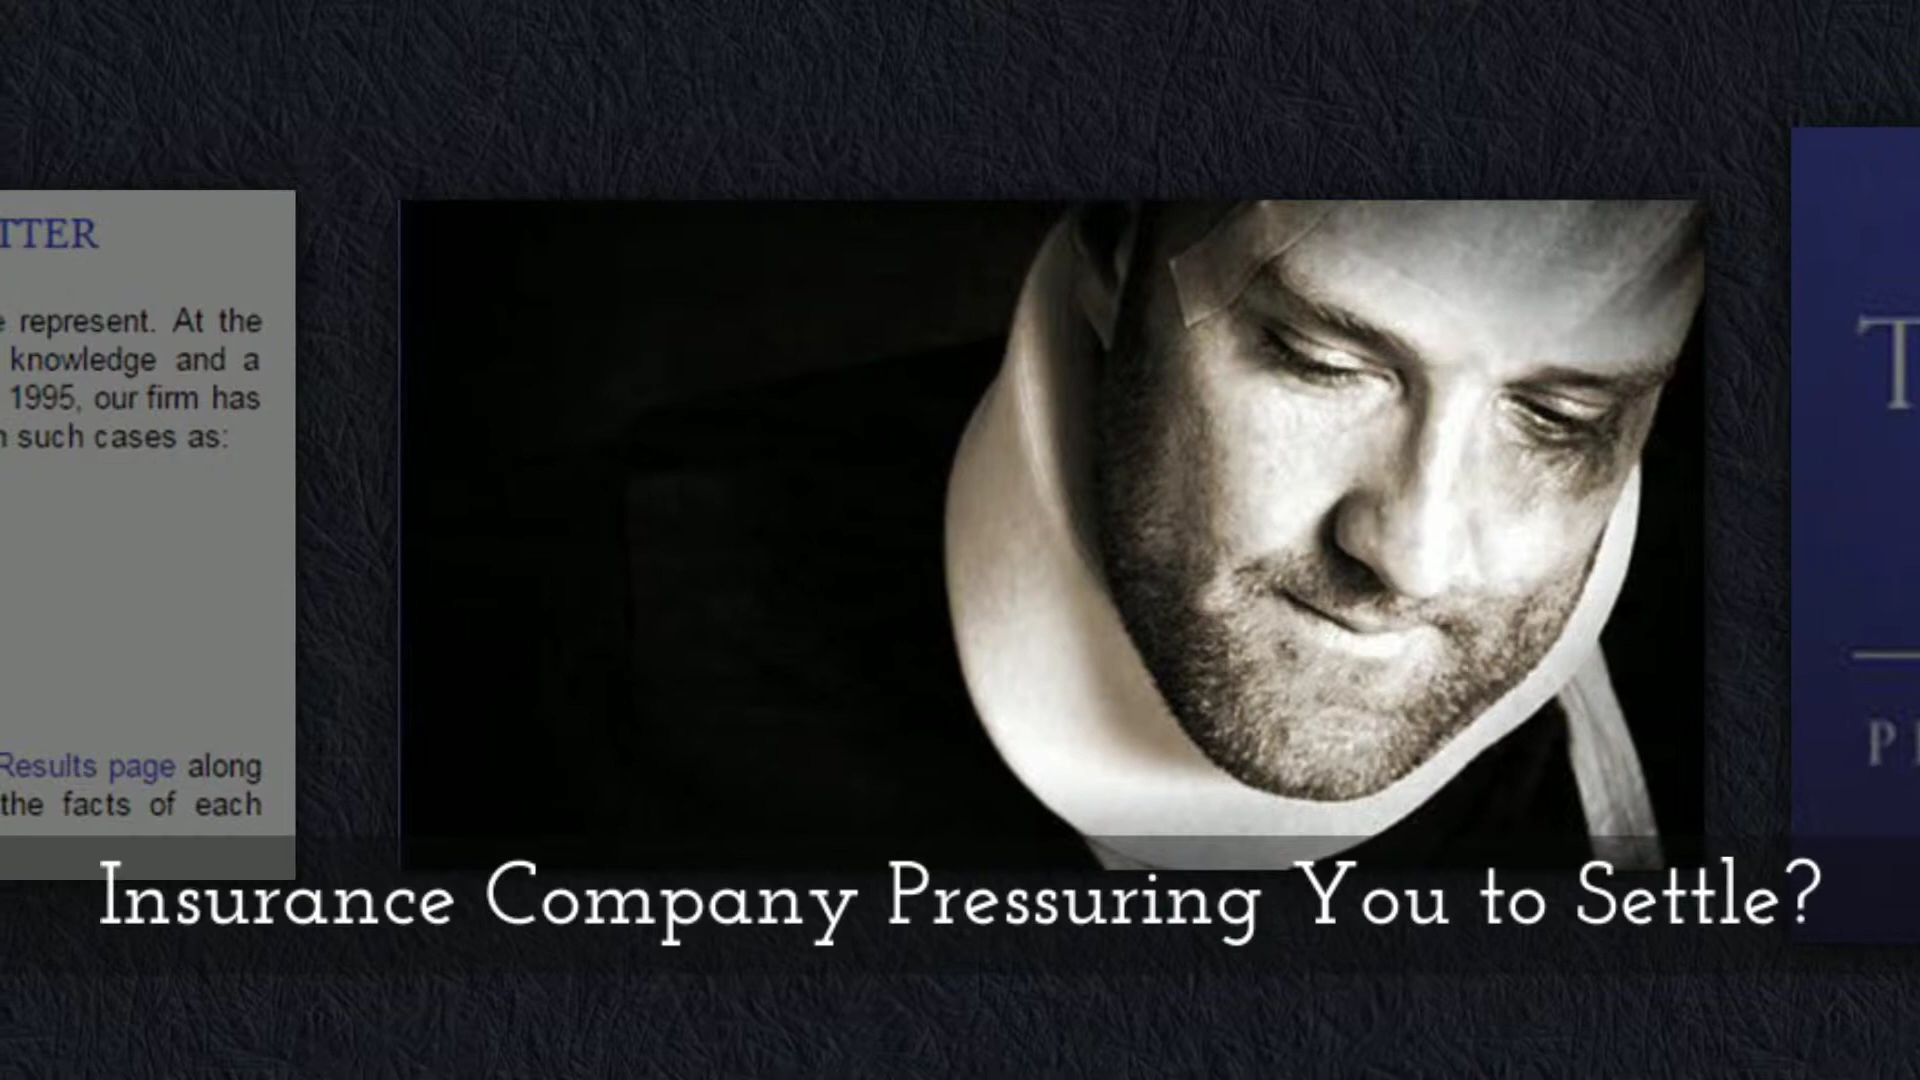 TTER
represent. At the
knowledge and a
1995, our firm has
such cases as:
Results page along
the facts of each
Insurance Company Pressuring You to Settle?
T
P